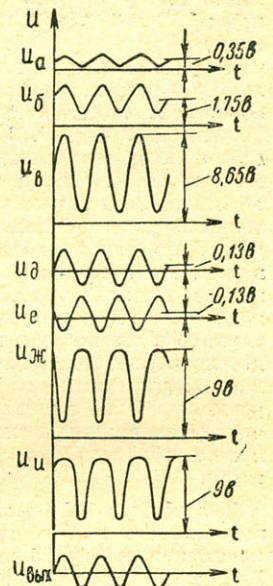 u
uа 0,35в
t
uб 1,75в
t
uв 8,65в
t
uд 0,13в
t
uе 0,13в
t
uж 9в
t
uи 9в
t
uвых t